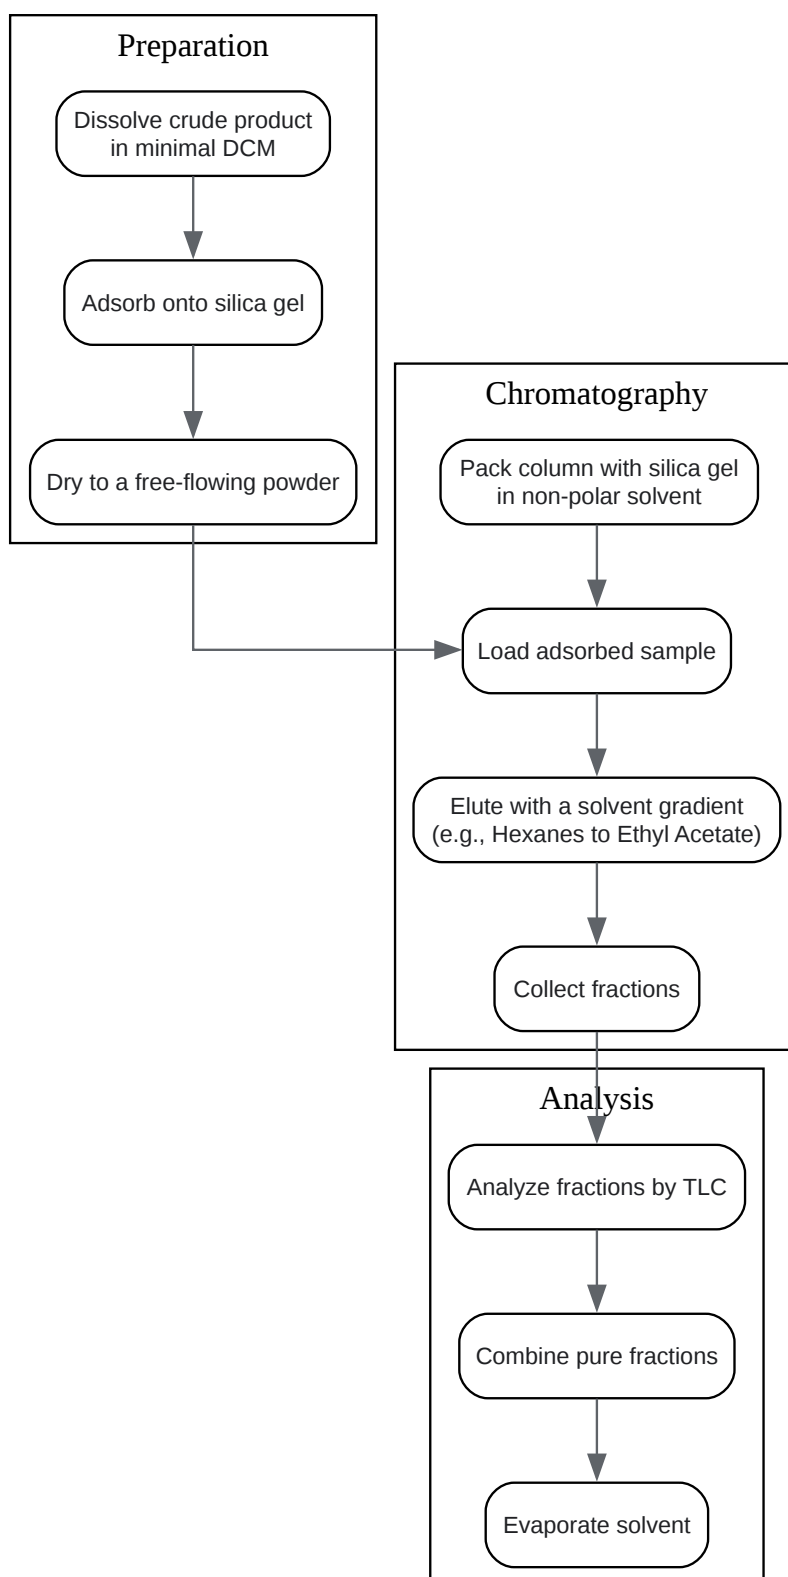 Preparation
Dissolve crude product
in minimal DCM
Adsorb onto silica gel
Dry to a free-flowing powder
Chromatography
Pack column with silica gel
in non-polar solvent
Load adsorbed sample
Elute with a solvent gradient
(e.g., Hexanes to Ethyl Acetate)
Collect fractions
Analysis
Analyze fractions by TLC
Combine pure fractions
Evaporate solvent